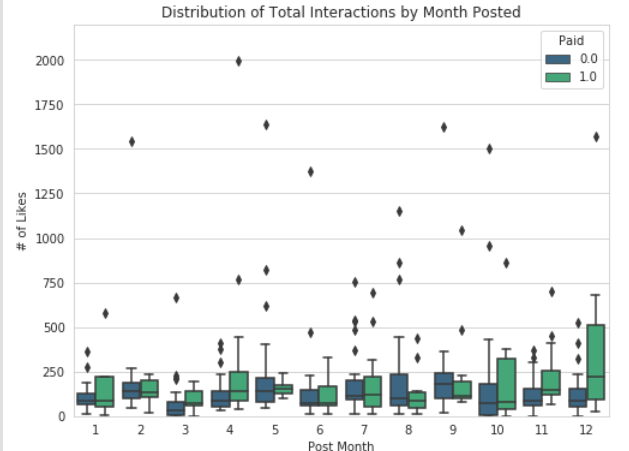 Distribution of Total Interactions by Month Posted
Paid
0.0
1.0
2000
1750
1500
1250
1000
750
500
250
0
# of Likes
1 2 3 4 5 6 7 8 9 10 11 12
Post Month